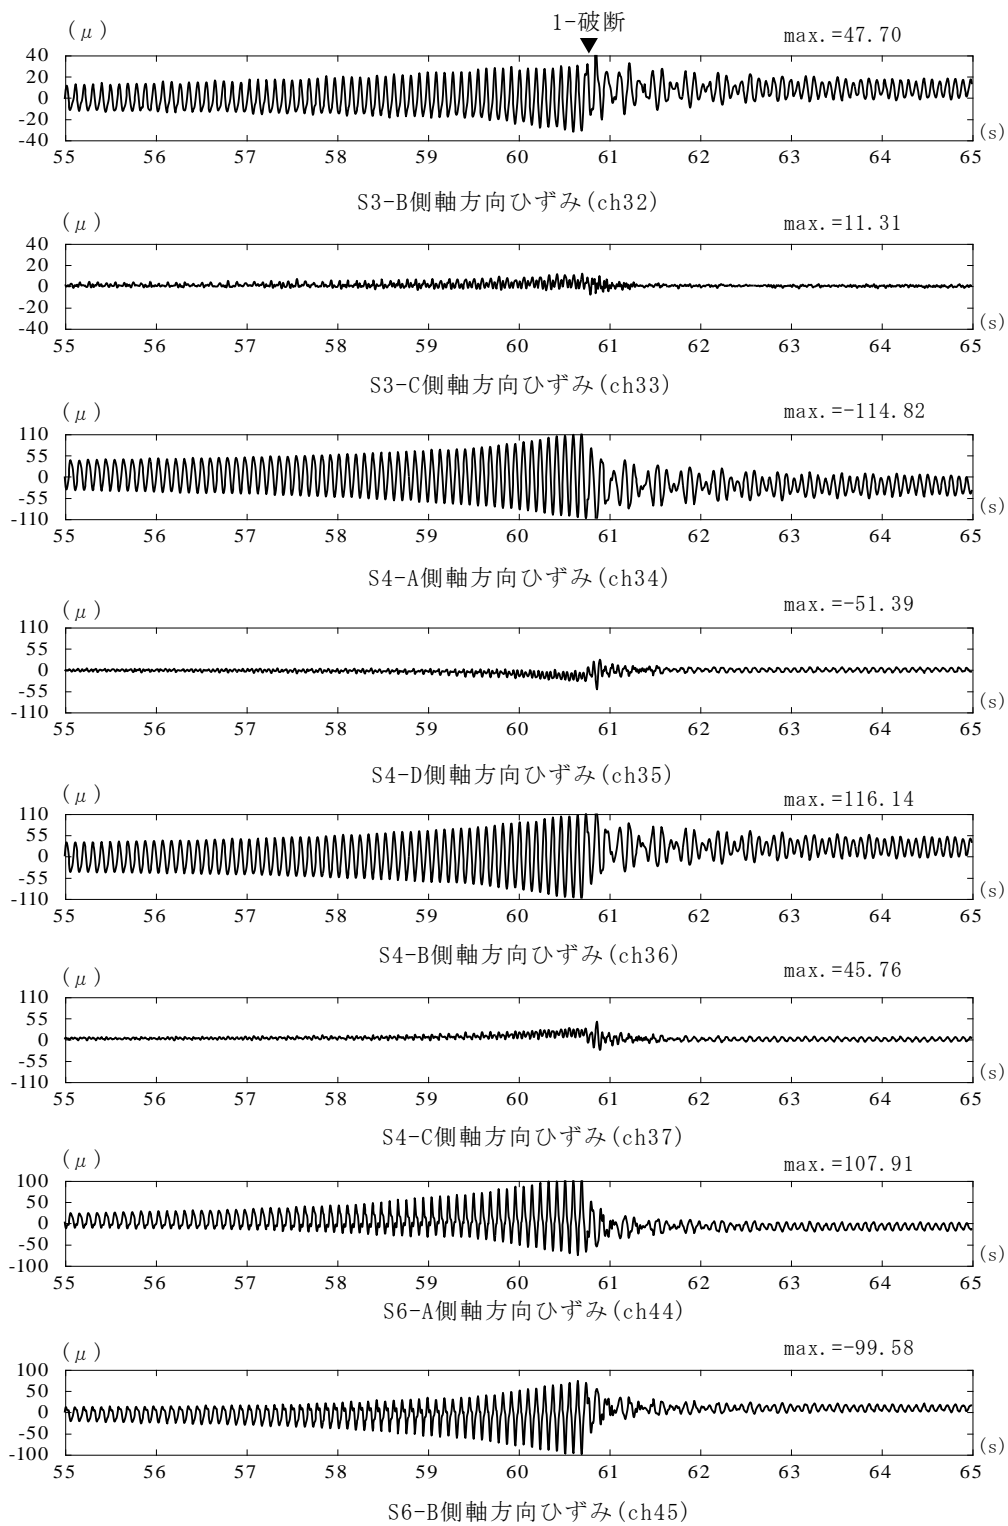 1-破断
(μ) max.=47.70
40
20
0
-20
-40
(s)
55 56 57 58 59 60 61 62 63 64 65
S3-B側軸方向ひずみ(ch32)
(μ) max.=11.31
40
20
0
-20
-40
(s)
55 56 57 58 59 60 61 62 63 64 65
S3-C側軸方向ひずみ(ch33)
(μ) max.=-114.82
110
55
0
-55
-110
(s)
55 56 57 58 59 60 61 62 63 64 65
S4-A側軸方向ひずみ(ch34)
(μ) max.=-51.39
110
55
0
-55
-110
(s)
55 56 57 58 59 60 61 62 63 64 65
S4-D側軸方向ひずみ(ch35)
(μ) max.=116.14
110
55
0
-55
-110
(s)
55 56 57 58 59 60 61 62 63 64 65
S4-B側軸方向ひずみ(ch36)
(μ) max.=45.76
110
55
0
-55
-110
(s)
55 56 57 58 59 60 61 62 63 64 65
S4-C側軸方向ひずみ(ch37)
(μ) max.=107.91
100
50
0
-50
-100
(s)
55 56 57 58 59 60 61 62 63 64 65
S6-A側軸方向ひずみ(ch44)
(μ) max.=-99.58
100
50
0
-50
-100
(s)
55 56 57 58 59 60 61 62 63 64 65
S6-B側軸方向ひずみ(ch45)